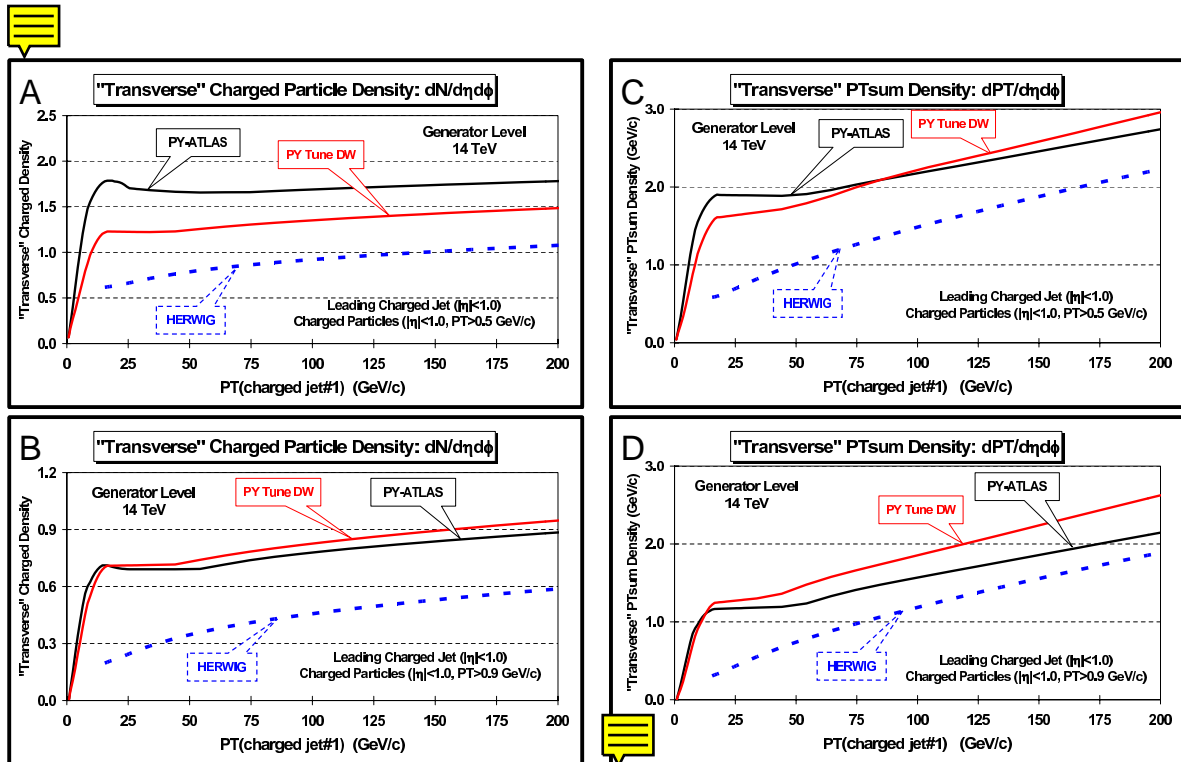 A
"Transverse" Charged Particle Density: dN/dηdϕ
"Transverse" Charged Density
2.5
2.0
1.5
1.0
0.5
0.0
PY-ATLAS
Generator Level
14 TeV
PY Tune DW
HERWIG
Leading Charged Jet (|η|<1.0)
Charged Particles (|η|<1.0, PT>0.5 GeV/c)
0 25 50 75 100 125 150 175 200
PT(charged jet#1) (GeV/c)
C
"Transverse" PTsum Density: dPT/dηdϕ
"Transverse" PTsum Density (GeV/c)
3.0
2.0
1.0
0.0
Generator Level
14 TeV
PY-ATLAS
PY Tune DW
HERWIG
Leading Charged Jet (|η|<1.0)
Charged Particles (|η|<1.0, PT>0.5 GeV/c)
0 25 50 75 100 125 150 175 200
PT(charged jet#1) (GeV/c)
B
"Transverse" Charged Particle Density: dN/dηdϕ
"Transverse" Charged Density
1.2
0.9
0.6
0.3
0.0
Generator Level
14 TeV
PY Tune DW
PY-ATLAS
HERWIG
Leading Charged Jet (|η|<1.0)
Charged Particles (|η|<1.0, PT>0.9 GeV/c)
0 25 50 75 100 125 150 175 200
PT(charged jet#1) (GeV/c)
D
"Transverse" PTsum Density: dPT/dηdϕ
"Transverse" PTsum Density (GeV/c)
3.0
2.0
1.0
0.0
Generator Level
14 TeV
PY-ATLAS
PY Tune DW
HERWIG
Leading Charged Jet (|η|<1.0)
Charged Particles (|η|<1.0, PT>0.9 GeV/c)
0 25 50 75 100 125 150 175 200
PT(charged jet#1) (GeV/c)